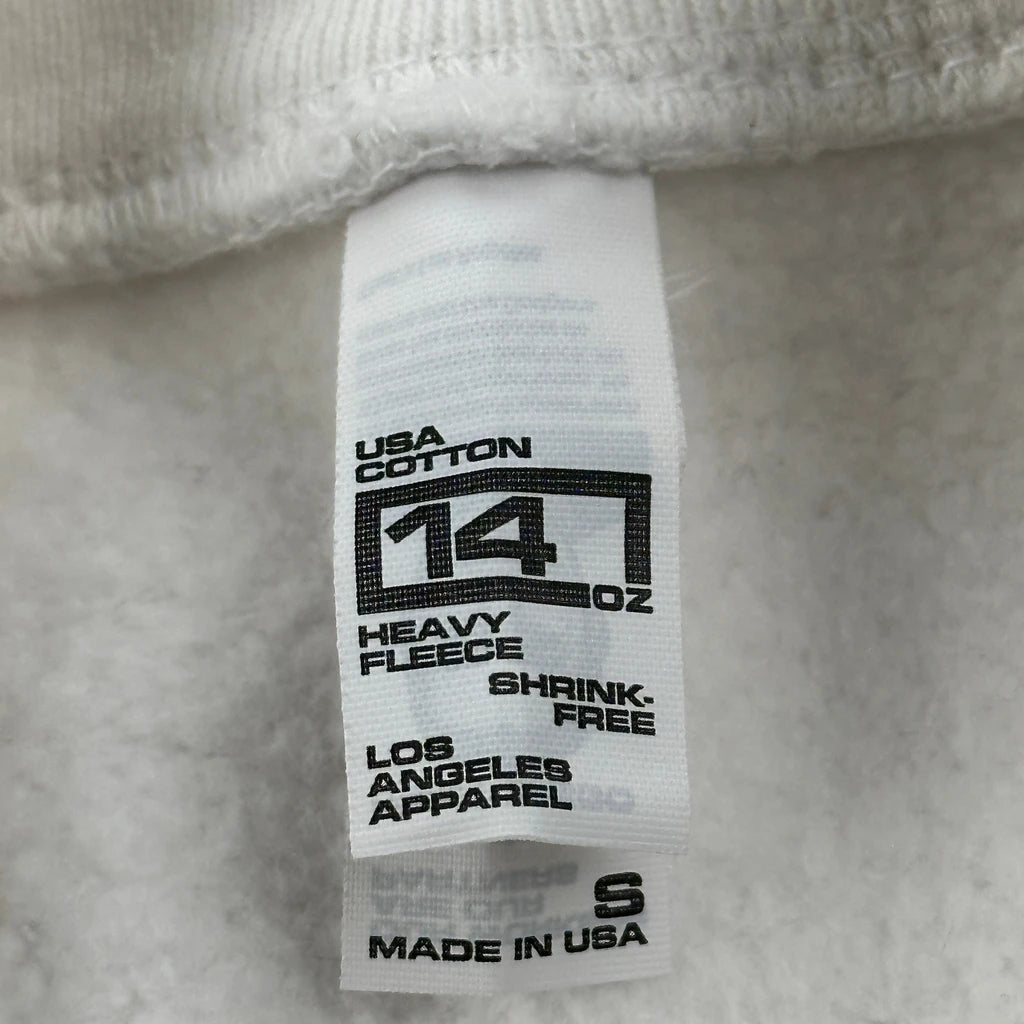 USA
COTTON
14
OZ
HEAVY
FLEECE
SHRINK-
FREE
LOS
ANGELES
APPAREL
S
MADE IN USA